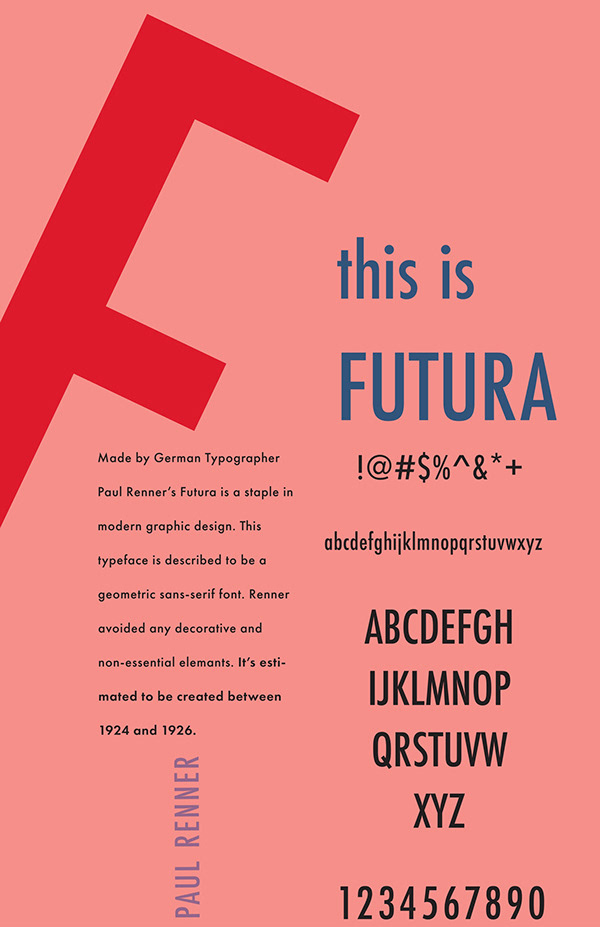 F
this is
FUTURA
!@#$%^&*+
abcdefghijklmnopqrstuvwxyz
ABCDEFGH
IJKLMNOP
QRSTUVW
XYZ
1234567890
Made by German Typographer
Paul Renner’s Futura is a staple in
modern graphic design. This
typeface is described to be a
geometric sans-serif font. Renner
avoided any decorative and
non-essential elemants. It’s esti-
mated to be created between
1924 and 1926.
PAUL RENNER